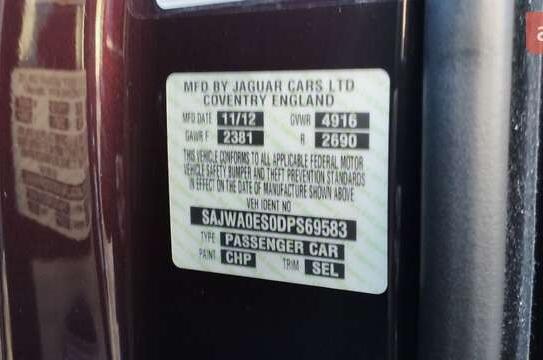 MFD BY JAGUAR CARS LTD
COVENTRY ENGLAND
MFD DATE 11/12 GVWR 4916
GAWR F 2381 R 2690
THIS VEHICLE CONFORMS TO ALL APPLICABLE FEDERAL MOTOR
VEHICLE SAFETY BUMPER AND THEFT PREVENTION STANDARDS
IN EFFECT ON THE DATE OF MANUFACTURE SHOWN ABOVE
VEH IDENT NO
SAJWA0ES0DPS69583
TYPE PASSENGER CAR
PAINT CHP TRIM SEL